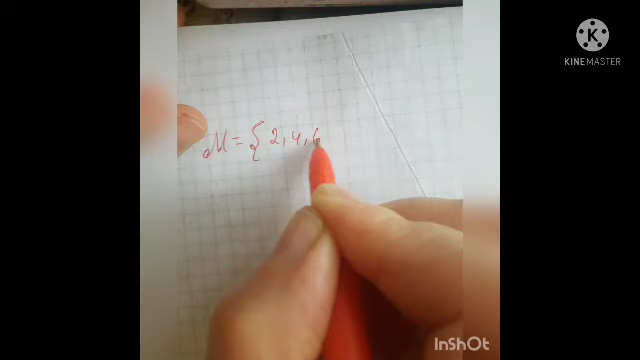 M = { 2, 4, 6
K
KINEMASTER
InShOt